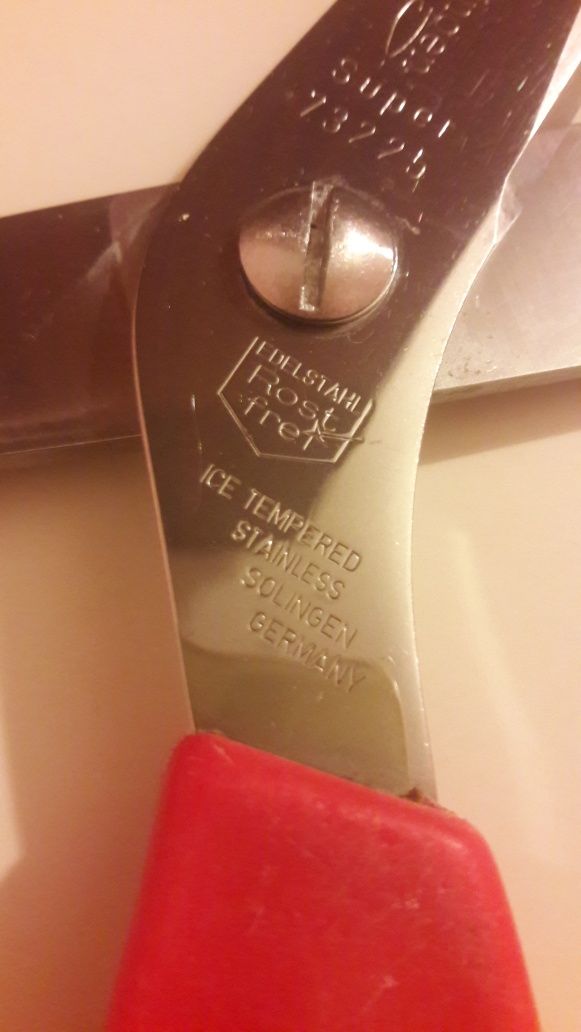 Super
73225
EDELSTAHL
Rost
frei
ICE TEMPERED
STAINLESS
SOLINGEN
GERMANY